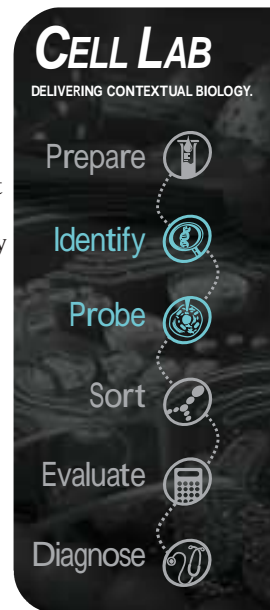 CELL LAB
DELIVERING CONTEXTUAL BIOLOGY.
Prepare
Identify
Probe
Sort
Evaluate
Diagnose